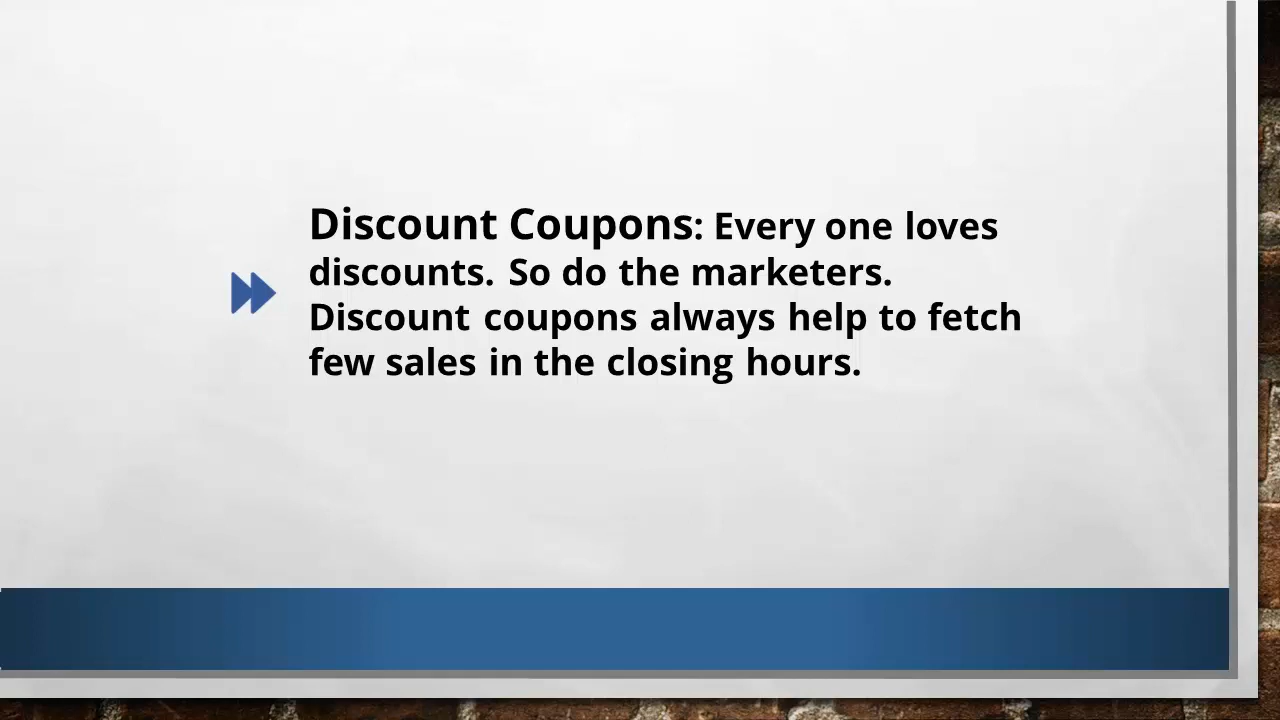 Discount Coupons: Every one loves
discounts. So do the marketers.
Discount coupons always help to fetch
few sales in the closing hours.